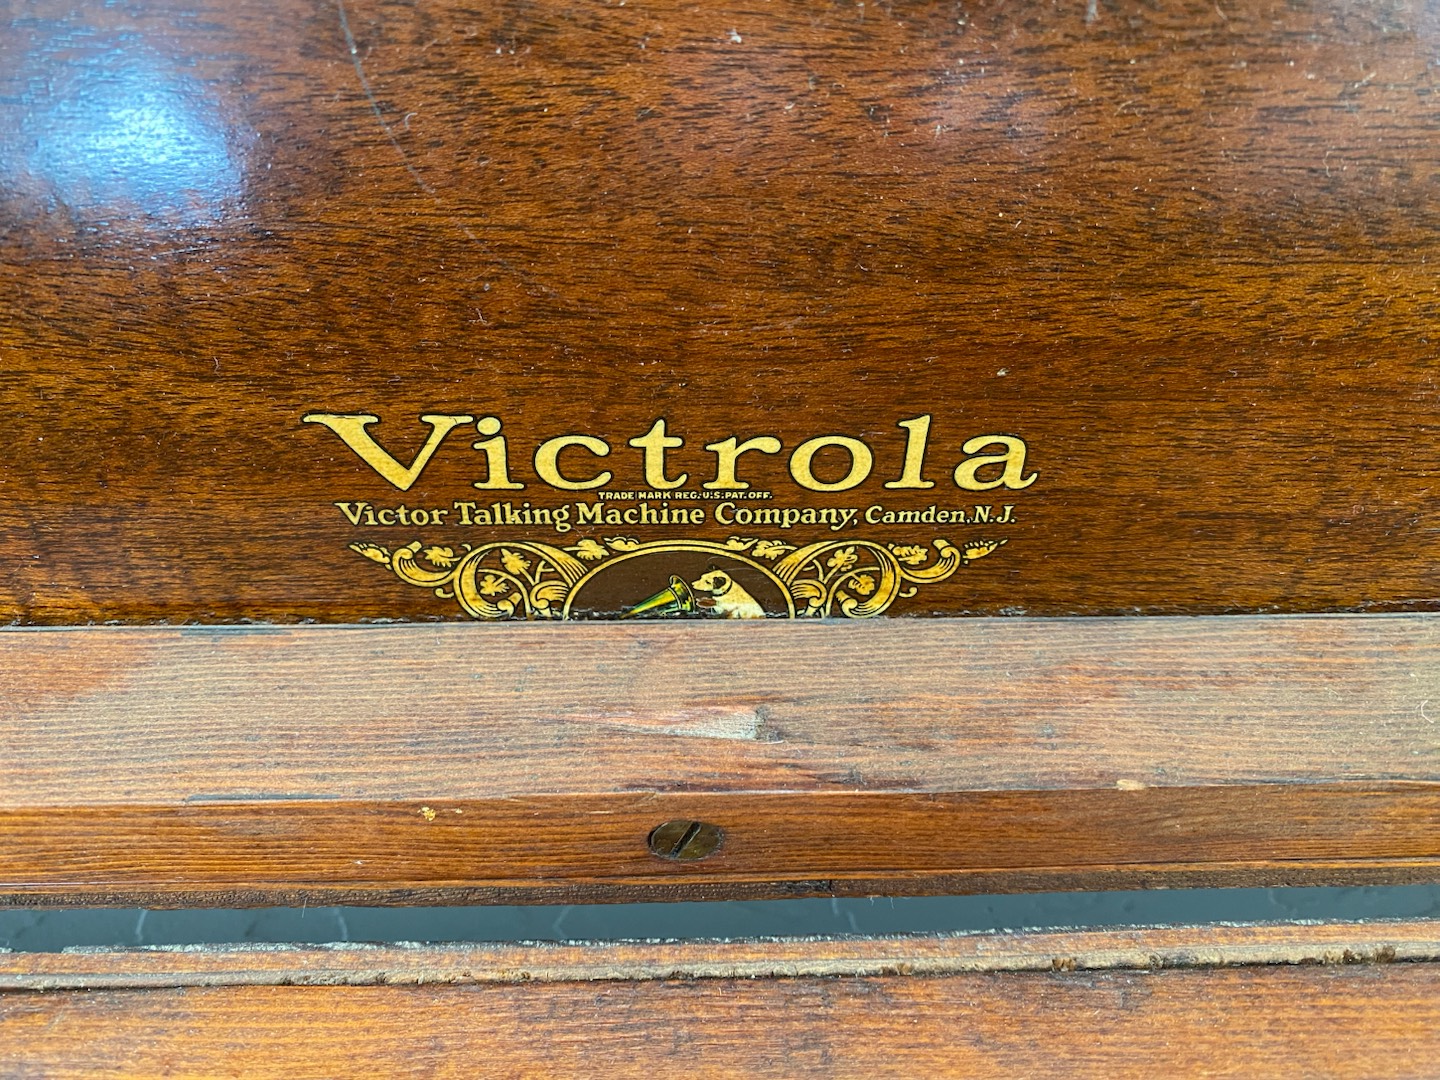 Victrola
TRADE MARK REG. U.S. PAT. OFF.
Victor Talking Machine Company, Camden, N.J.